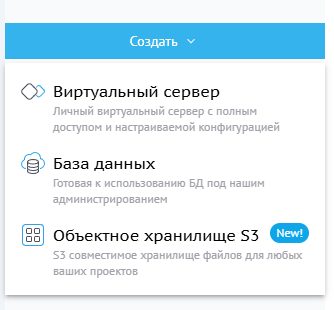 Создать
Виртуальный сервер
Личный виртуальный сервер с полным
доступом и настраиваемой конфигурацией
База данных
Готовая к использованию БД под нашим
администрированием
Объектное хранилище S3 New!
S3 совместимое хранилище файлов для любых
ваших проектов